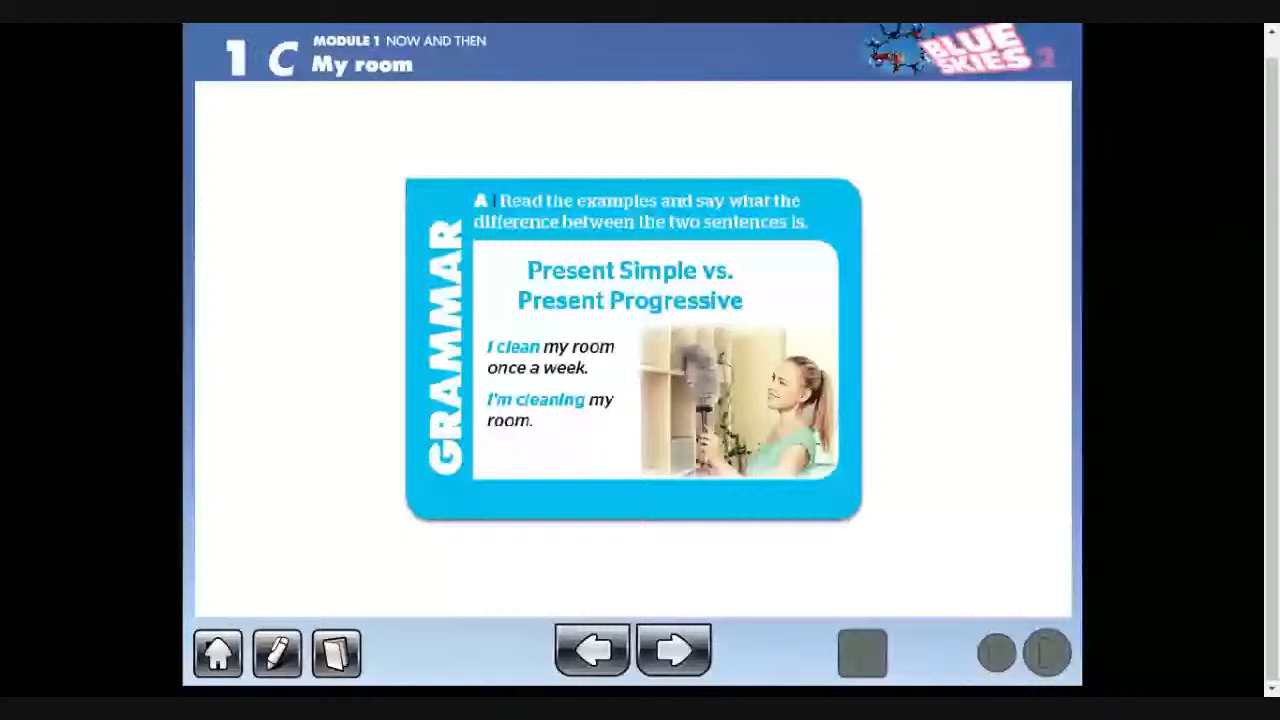 1 C
MODULE 1 NOW AND THEN
My room
BLUE
SKIES 2
GRAMMAR
A | Read the examples and say what the
difference between the two sentences is.
Present Simple vs.
Present Progressive
I clean my room
once a week.
I'm cleaning my
room.